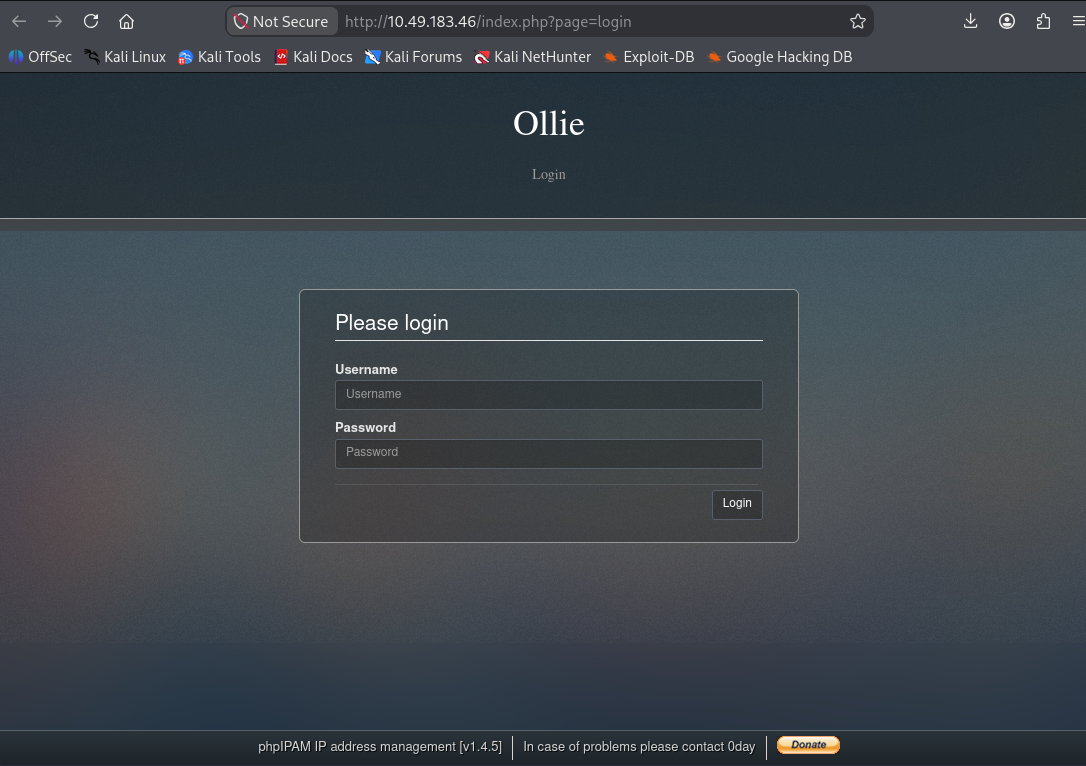 Not Secure http://10.49.183.46/index.php?page=login
OffSec Kali Linux Kali Tools Kali Docs Kali Forums Kali NetHunter Exploit-DB Google Hacking DB
Ollie
Login
Please login
Username
Username
Password
Password
Login
phpIPAM IP address management [v1.4.5] In case of problems please contact 0day Donate